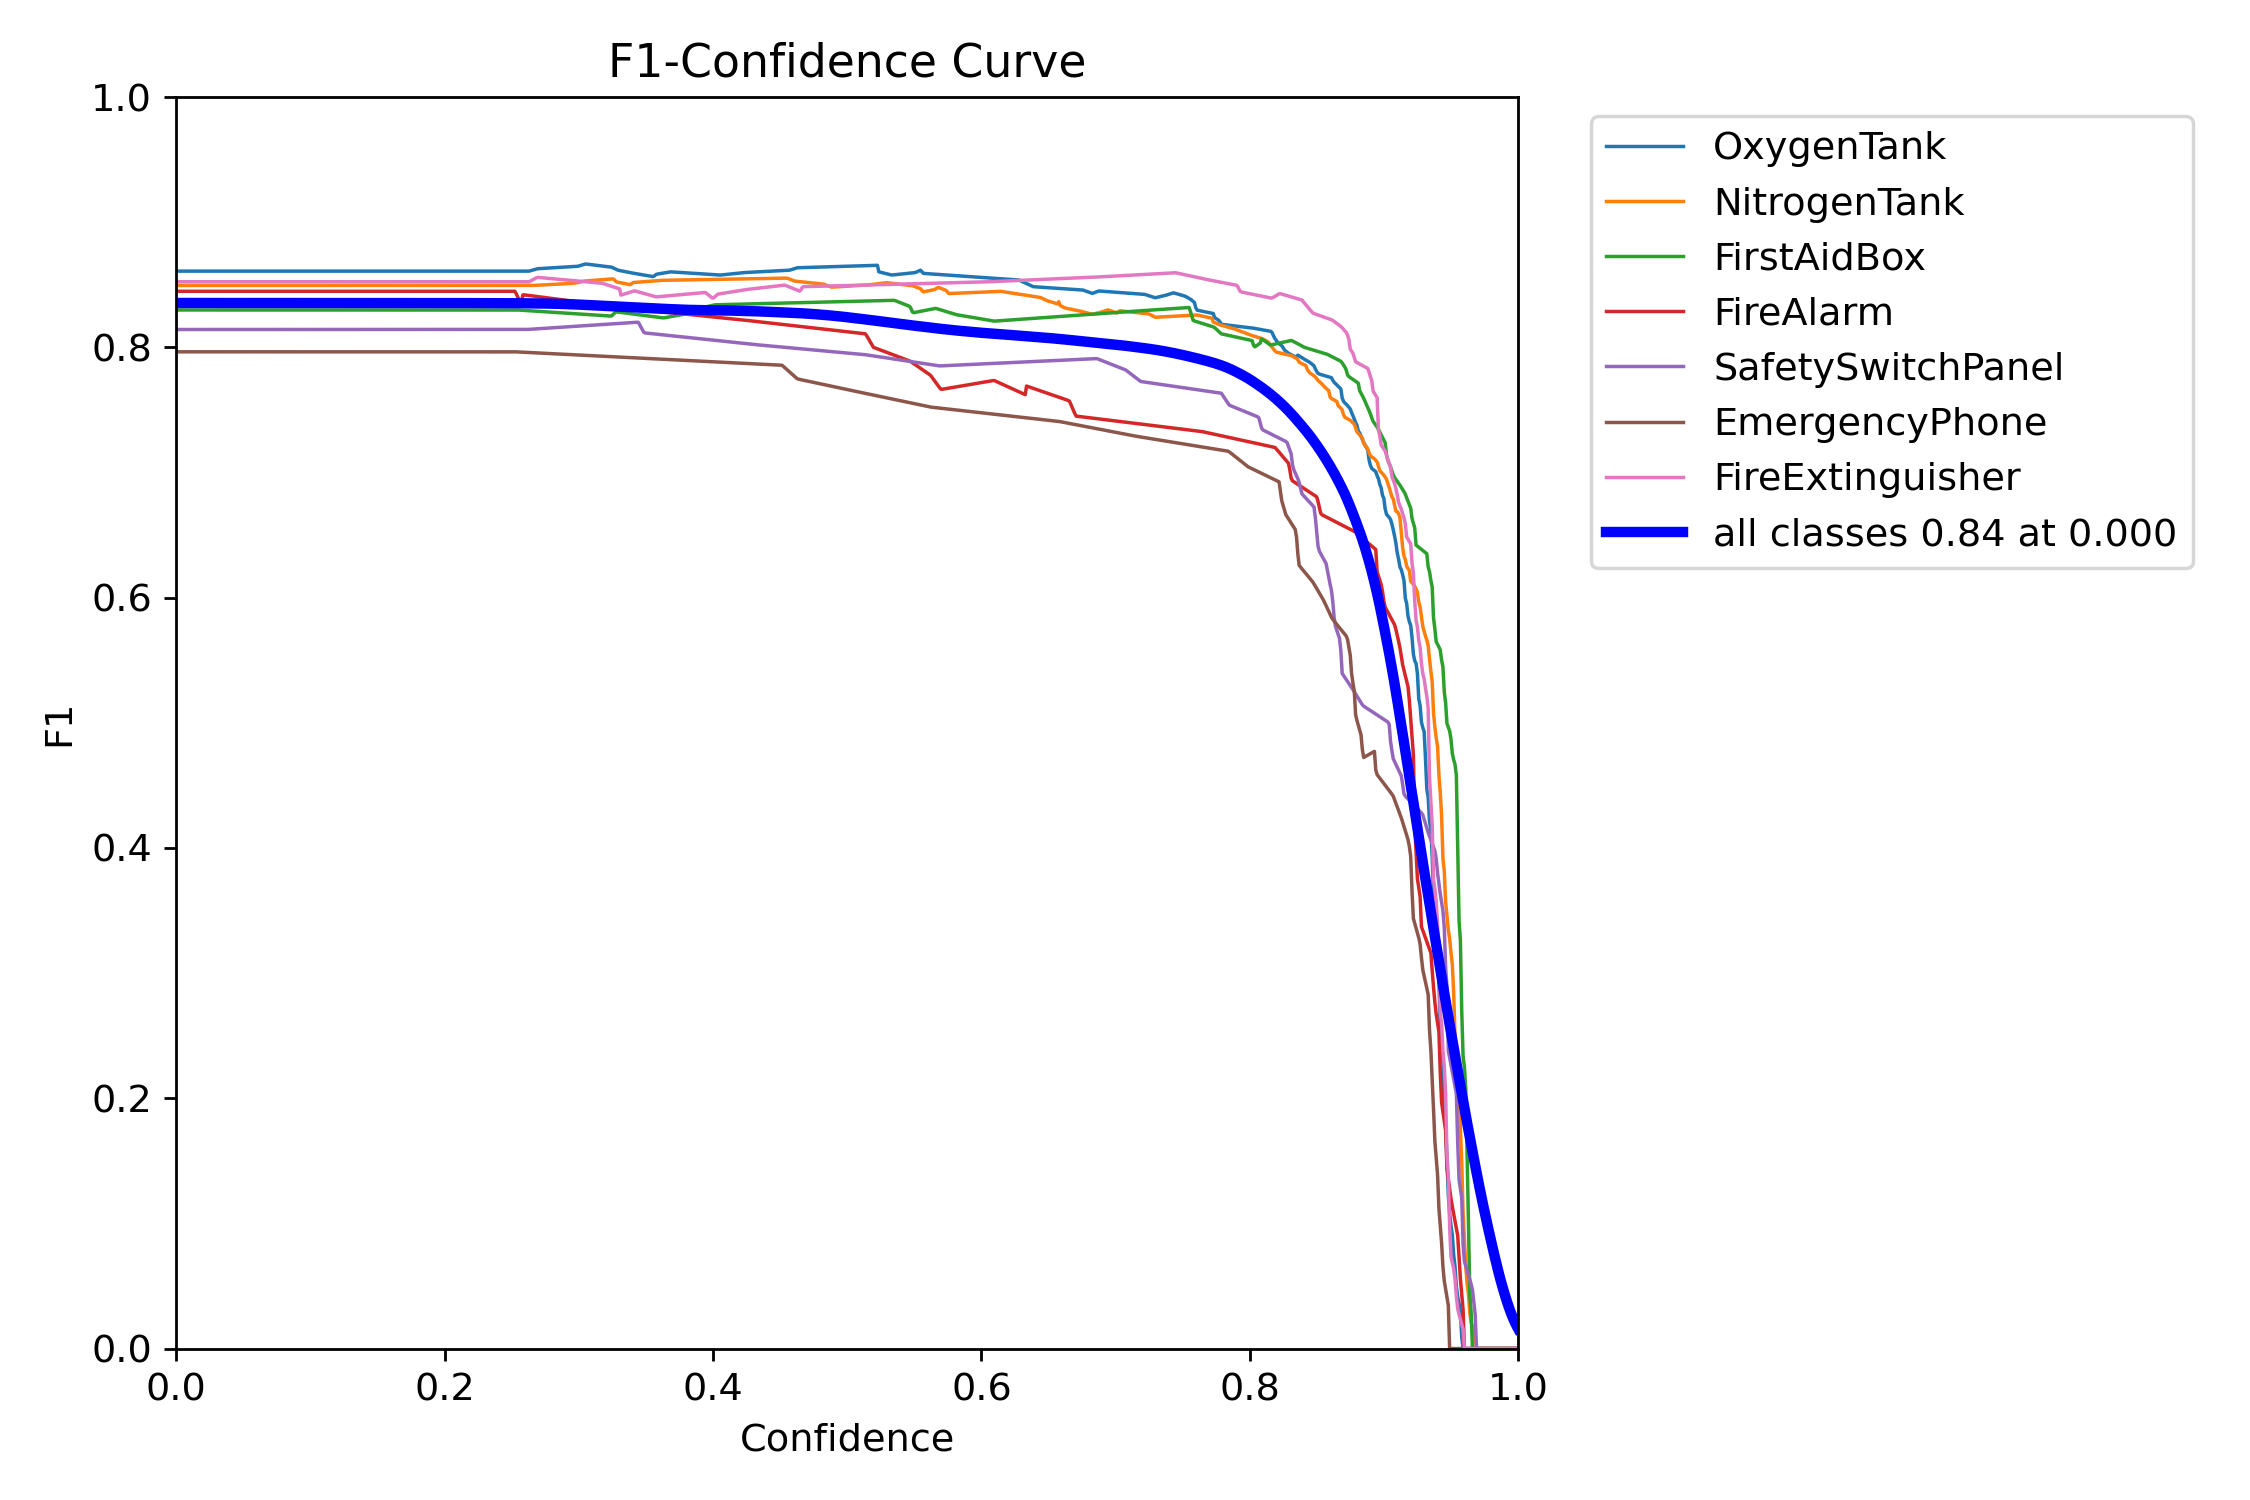 F1-Confidence Curve
1.0
0.8
0.6
0.4
0.2
0.0
F1
0.0 0.2 0.4 0.6 0.8 1.0
Confidence
OxygenTank
NitrogenTank
FirstAidBox
FireAlarm
SafetySwitchPanel
EmergencyPhone
FireExtinguisher
all classes 0.84 at 0.000